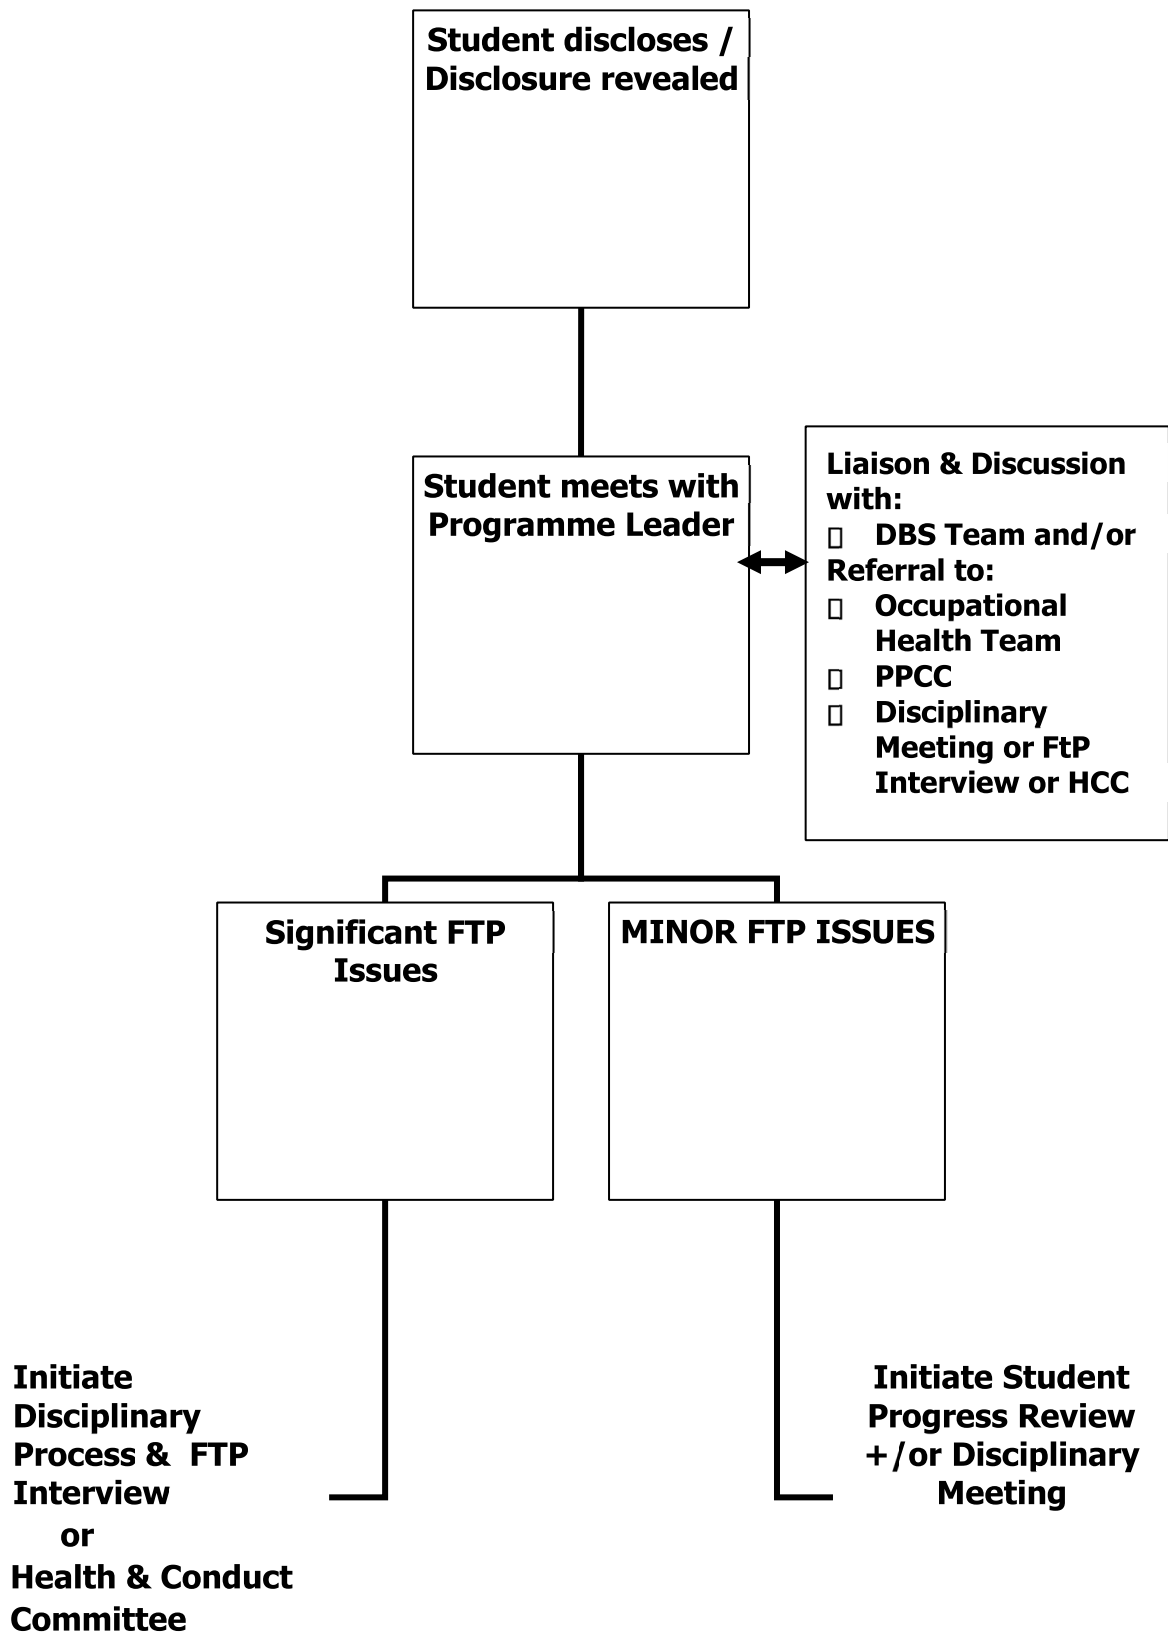 Student discloses /
Disclosure revealed
Student meets with
Programme Leader
Liaison & Discussion
with:
▯ DBS Team and/or
Referral to:
▯ Occupational
Health Team
▯ PPCC
▯ Disciplinary
Meeting or FtP
Interview or HCC
Significant FTP
Issues
MINOR FTP ISSUES
Initiate
Disciplinary
Process & FTP
Interview
or
Health & Conduct
Committee
Initiate Student
Progress Review
+/or Disciplinary
Meeting